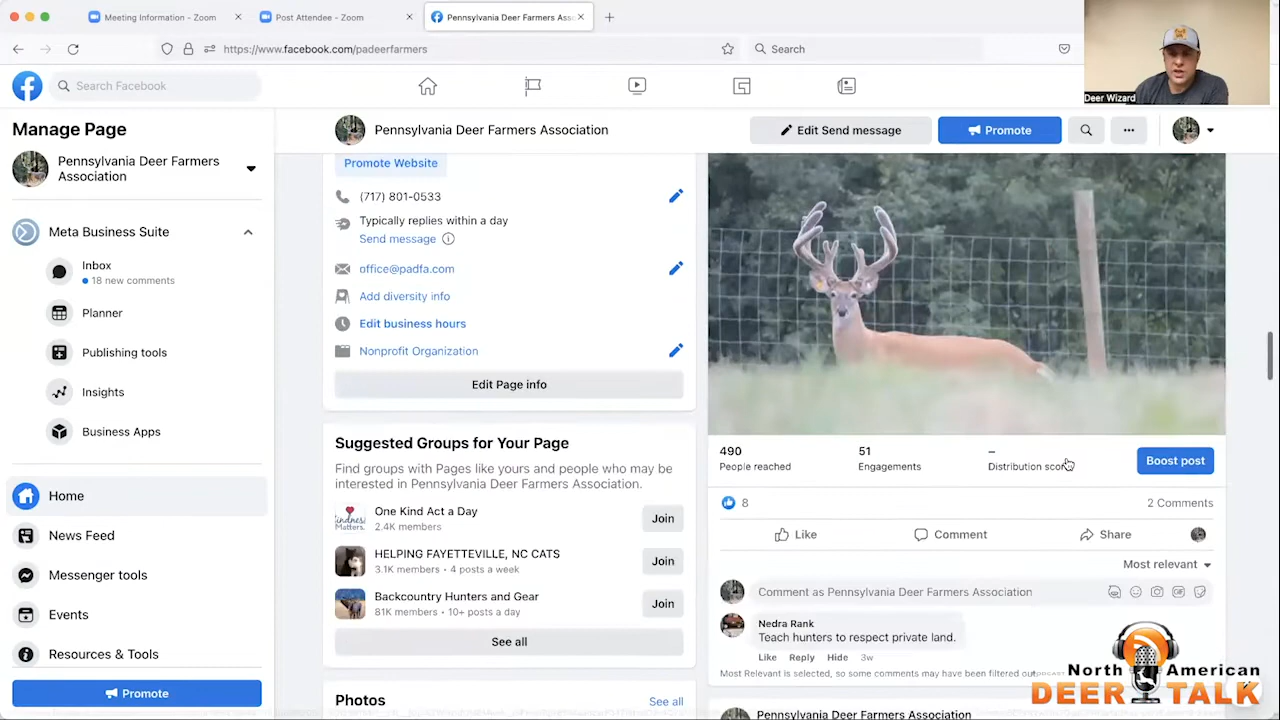 Meeting Information - Zoom
Post Attendee - Zoom
Pennsylvania Deer Farmers Ass
https://www.facebook.com/padeerfarmers
Search
Deer Wizard
Search Facebook
Manage Page
Pennsylvania Deer Farmers
Association
Meta Business Suite
Inbox
18 new comments
Planner
Publishing tools
Insights
Business Apps
Home
News Feed
Messenger tools
Events
Resources & Tools
Promote
Pennsylvania Deer Farmers Association
Edit Send message
Promote
Promote Website
(717) 801-0533
Typically replies within a day
Send message
office@padfa.com
Add diversity info
Edit business hours
Nonprofit Organization
Edit Page info
Suggested Groups for Your Page
Find groups with Pages like yours and people who may be
interested in Pennsylvania Deer Farmers Association.
One Kind Act a Day
2.4K members
Join
HELPING FAYETTEVILLE, NC CATS
3.1K members • 4 posts a week
Join
Backcountry Hunters and Gear
81K members • 10+ posts a day
Join
See all
Photos
See all
490
People reached
51
Engagements
–
Distribution score
Boost post
8
2 Comments
Like
Comment
Share
Most relevant
Comment as Pennsylvania Deer Farmers Association
Nedra Rank
Teach hunters to respect private land.
Like Reply Hide 3w
Most Relevant is selected, so some comments may have been filtered out.
Pennsylvania Deer Farmers Association
North American
DEER TALK